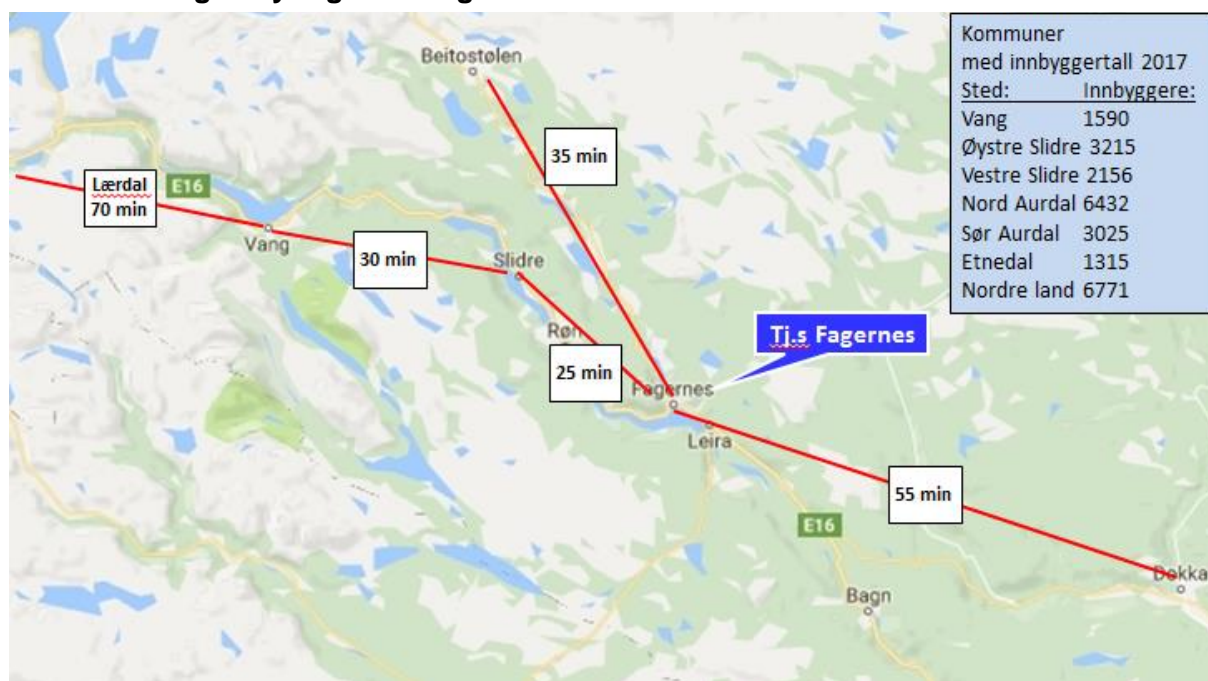 Kommuner
med innbyggertall 2017
Sted: Innbyggere:
Vang 1590
Øystre Slidre 3215
Vestre Slidre 2156
Nord Aurdal 6432
Sør Aurdal 3025
Etnedal 1315
Nordre land 6771
Beitostølen
35 min
Lærdal
70 min
E16
Vang
30 min
Slidre
Røn
25 min
Tj.s Fagernes
Fagernes
Leira
55 min
E16
Dokka
Bagn